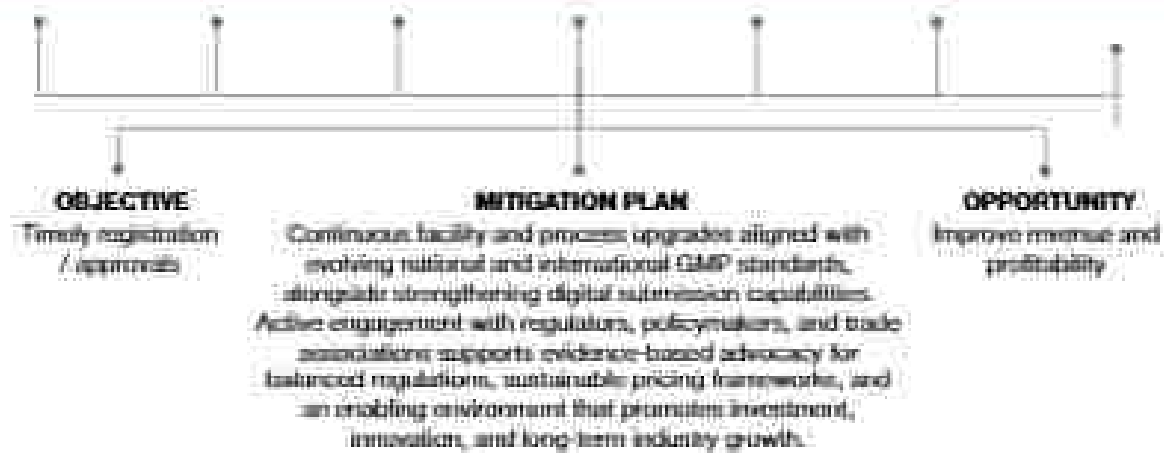 OBJECTIVE
Timely registration
/ approvals
MITIGATION PLAN
Continuous facility and process upgrades aligned with
evolving national and international GMP standards,
alongside strengthening digital submission capabilities.
Active engagement with regulators, policymakers, and trade
associations supports evidence-based advocacy for
balanced regulations, sustainable pricing frameworks, and
an enabling environment that promotes investment,
innovation, and long-term industry growth.
OPPORTUNITY
Improve revenue and
profitability